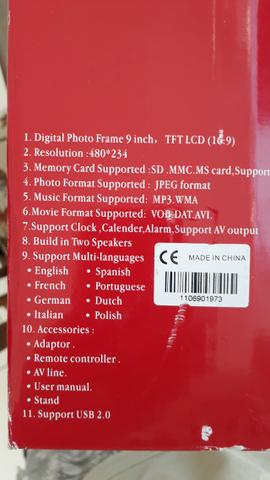 1. Digital Photo Frame 9 inch, TFT LCD (16:9)
2. Resolution :480*234
3. Memory Card Supported :SD .MMC.MS card,Support
4. Photo Format Supported : JPEG format
5. Music Format Supported: MP3.WMA
6.Movie Format Supported: VOB-DAT.AVI.
7.Support Clock ,Calender,Alarm,Support AV output
8. Build in Two Speakers
9. Support Multi-languages
• English • Spanish
• French • Portuguese
• German • Dutch
• Italian • Polish
CE MADE IN CHINA
1106901973
10. Accessories :
• Adaptor .
• Remote controller .
• AV line.
• User manual.
• Stand
11. Support USB 2.0